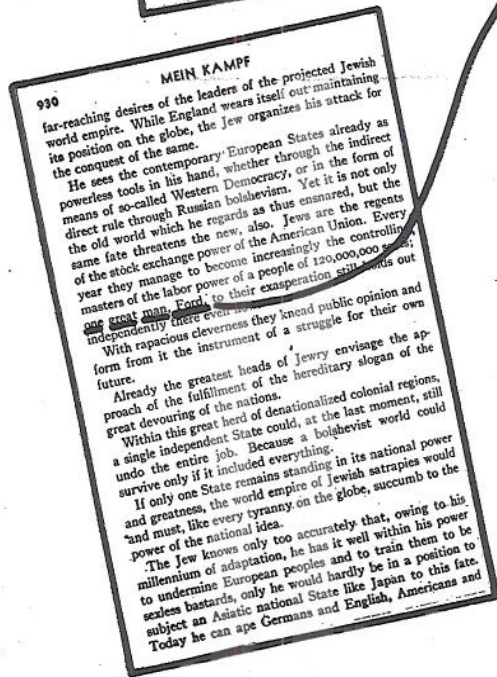 930
MEIN KAMPF
far-reaching desires of the leaders of the projected Jewish
world empire. While England wears itself out maintaining
its position on the globe, the Jew organizes his attack for
the conquest of the same.
He sees the contemporary European States already as
powerless tools in his hand, whether through the indirect
means of so-called Western Democracy, or in the form of
direct rule through Russian bolshevism. Yet it is not only
the old world which he regards as thus ensnared, but the
same fate threatens the new, also. Jews are the regents
of the stock exchange power of the American Union. Every
year they manage to become increasingly the controlling
masters of the labor power of a people of 120,000,000 souls;
one great man, Ford, to their exasperation still holds out
independently there even
With rapacious cleverness they knead public opinion and
form from it the instrument of a struggle for their own
future.
Already the greatest heads of Jewry envisage the ap-
proach of the fulfillment of the hereditary slogan of the
great devouring of the nations.
Within this great herd of denationalized colonial regions,
a single independent State could, at the last moment, still
undo the entire job. Because a bolshevist world could
survive only if it included everything.
If only one State remains standing in its national power
and greatness, the world empire of Jewish satrapies would
and must, like every tyranny on the globe, succumb to the
power of the national idea.
The Jew knows only too accurately that, owing to his
millennium of adaptation, he has it well within his power
to undermine European peoples and to train them to be
sexless bastards, only he would hardly be in a position to
subject an Asiatic national State like Japan to this fate.
Today he can ape Germans and English, Americans and